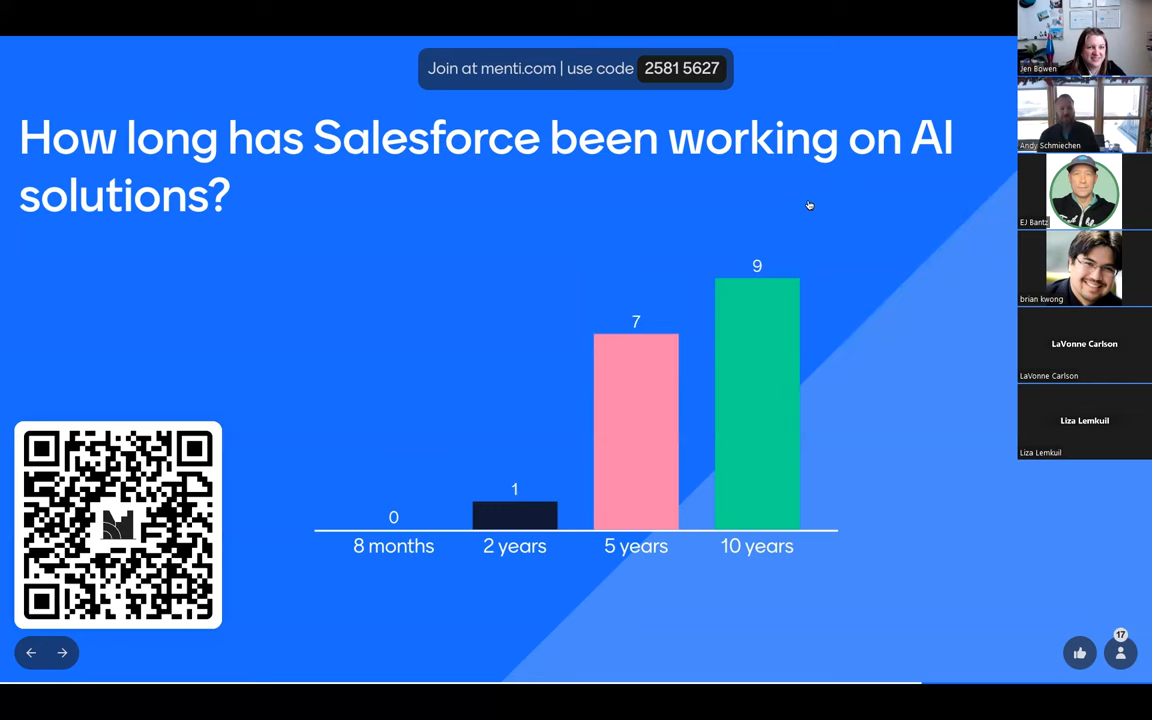 Join at menti.com | use code 2581 5627
How long has Salesforce been working on AI
solutions?
9
7
1
0
8 months
2 years
5 years
10 years
17
Jen Bowen
Andy Schmiechen
EJ Bantz
brian kwong
LaVonne Carlson
LaVonne Carlson
Liza Lemkuil
Liza Lemkuil